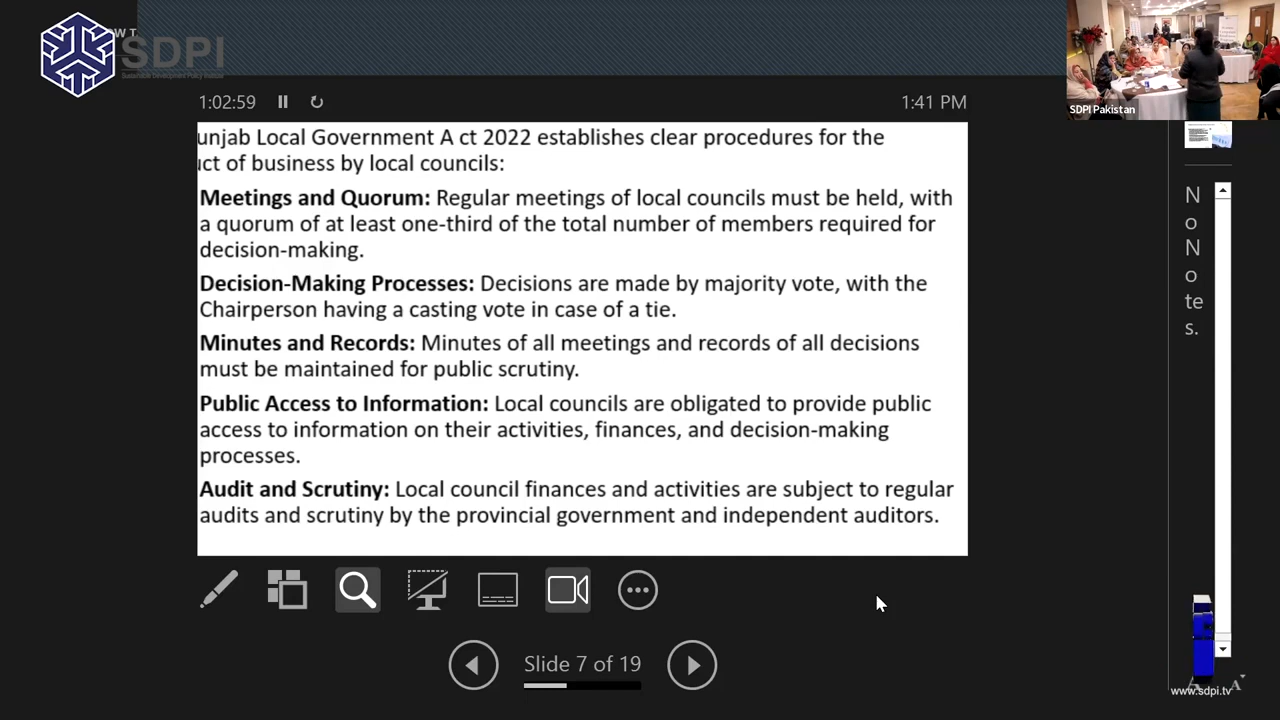 W T
SDPI
Sustainable Development Policy Institute
SDPI Pakistan
1:02:59
1:41 PM
unjab Local Government A ct 2022 establishes clear procedures for the
uct of business by local councils:
Meetings and Quorum: Regular meetings of local councils must be held, with
a quorum of at least one-third of the total number of members required for
decision-making.
Decision-Making Processes: Decisions are made by majority vote, with the
Chairperson having a casting vote in case of a tie.
Minutes and Records: Minutes of all meetings and records of all decisions
must be maintained for public scrutiny.
Public Access to Information: Local councils are obligated to provide public
access to information on their activities, finances, and decision-making
processes.
Audit and Scrutiny: Local council finances and activities are subject to regular
audits and scrutiny by the provincial government and independent auditors.
N
o
N
o
te
s.
Slide 7 of 19
www.sdpi.tv